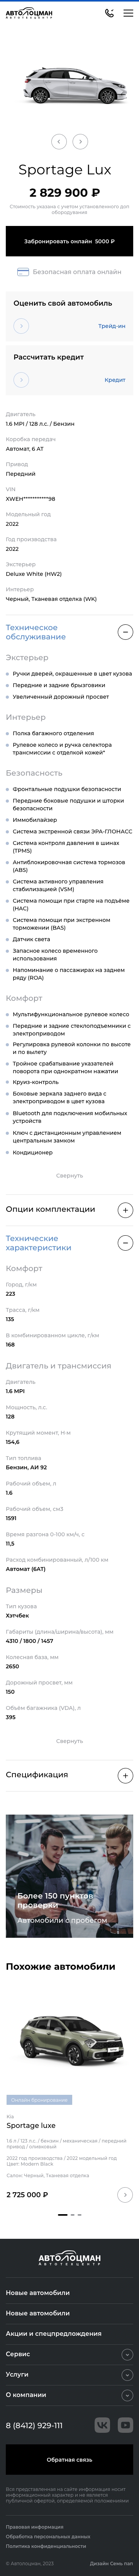 АВТОЛОЦМАН
АВТОТЕХЦЕНТР
Sportage Lux
2 829 900 ₽
Стоимость указана с учетом установленного доп
оборудования
Забронировать онлайн 5000 ₽
Безопасная оплата онлайн
Оценить свой автомобиль
Трейд-ин
Рассчитать кредит
Кредит
Двигатель
1.6 MPI / 128 л.с. / Бензин
Коробка передач
Автомат, 6 AT
Привод
Передний
VIN
XWEH***********98
Модельный год
2022
Год производства
2022
Экстерьер
Deluxe White (HW2)
Интерьер
Черный, Тканевая отделка (WK)
Техническое
обслуживание
Экстерьер
Ручки дверей, окрашенные в цвет кузова
Передние и задние брызговики
Увеличенный дорожный просвет
Интерьер
Полка багажного отделения
Рулевое колесо и ручка селектора
трансмиссии с отделкой кожей*
Безопасность
Фронтальные подушки безопасности
Передние боковые подушки и шторки
безопасности
Иммобилайзер
Система экстренной связи ЭРА-ГЛОНАСС
Система контроля давления в шинах
(TPMS)
Антиблокировочная система тормозов
(ABS)
Система активного управления
стабилизацией (VSM)
Система помощи при старте на подъёме
(HAC)
Система помощи при экстренном
торможении (BAS)
Датчик света
Запасное колесо временного
использования
Напоминание о пассажирах на заднем
ряду (ROA)
Комфорт
Мультифункциональное рулевое колесо
Передние и задние стеклоподъемники с
электроприводом
Регулировка рулевой колонки по высоте
и по вылету
Тройное срабатывание указателей
поворота при однократном нажатии
Круиз-контроль
Боковые зеркала заднего вида с
электроприводом в цвет кузова
Bluetooth для подключения мобильных
устройств
Ключ с дистанционным управлением
центральным замком
Кондиционер
Свернуть
Опции комплектации
Технические
характеристики
Комфорт
Город, г/км
223
Трасса, г/км
135
В комбинированном цикле, г/км
168
Двигатель и трансмиссия
Двигатель
1.6 MPI
Мощность, л.с.
128
Крутящий момент, Н·м
154,6
Тип топлива
Бензин, АИ 92
Рабочий объем, л
1.6
Рабочий объем, см3
1591
Время разгона 0-100 км/ч, с
11,5
Расход комбинированный, л/100 км
Автомат (6AT)
Размеры
Тип кузова
Хэтчбек
Габариты (длина/ширина/высота), мм
4310 / 1800 / 1457
Колесная база, мм
2650
Дорожный просвет, мм
150
Объём багажника (VDA), л
395
Свернуть
Спецификация
Более 150 пунктов
проверки
Автомобили с пробегом
Похожие автомобили
Онлайн бронирование
Kia
Sportage luxe
1.6 л / 123 л.с. / бензин / механическая / передний
привод / оливковый
2022 год производства / 2022 модельный год
Цвет: Modern Black
Салон: Черный, Тканевая отделка
2 725 000 ₽
АВТОЛОЦМАН
АВТОТЕХЦЕНТР
Новые автомобили
Новые автомобили
Акции и спецпредложения
Сервис
Услуги
О компании
8 (8412) 929-111
Обратная связь
Вся представленная на сайте информация носит
информационный характер и не является
публичной офертой, определяемой положениями
Правовая информация
Обработка персональных данных
Политика конфиденциальности
© Автолоцман, 2023
Дизайн Семь пап